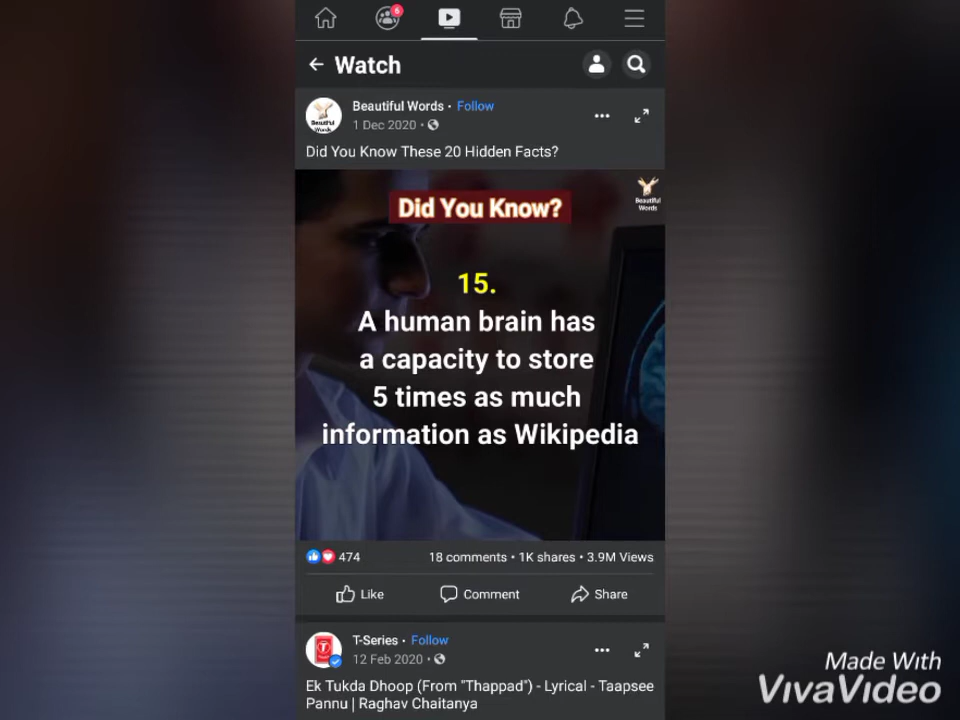 6
Watch
Beautiful Words • Follow
1 Dec 2020 •
Did You Know These 20 Hidden Facts?
Beautiful
Words
Did You Know?
Beautiful
Words
15.
A human brain has
a capacity to store
5 times as much
information as Wikipedia
474 18 comments • 1K shares • 3.9M Views
Like Comment Share
T-Series • Follow
12 Feb 2020 •
Ek Tukda Dhoop (From "Thappad") - Lyrical - Taapsee
Pannu | Raghav Chaitanya
Made With
VivaVideo